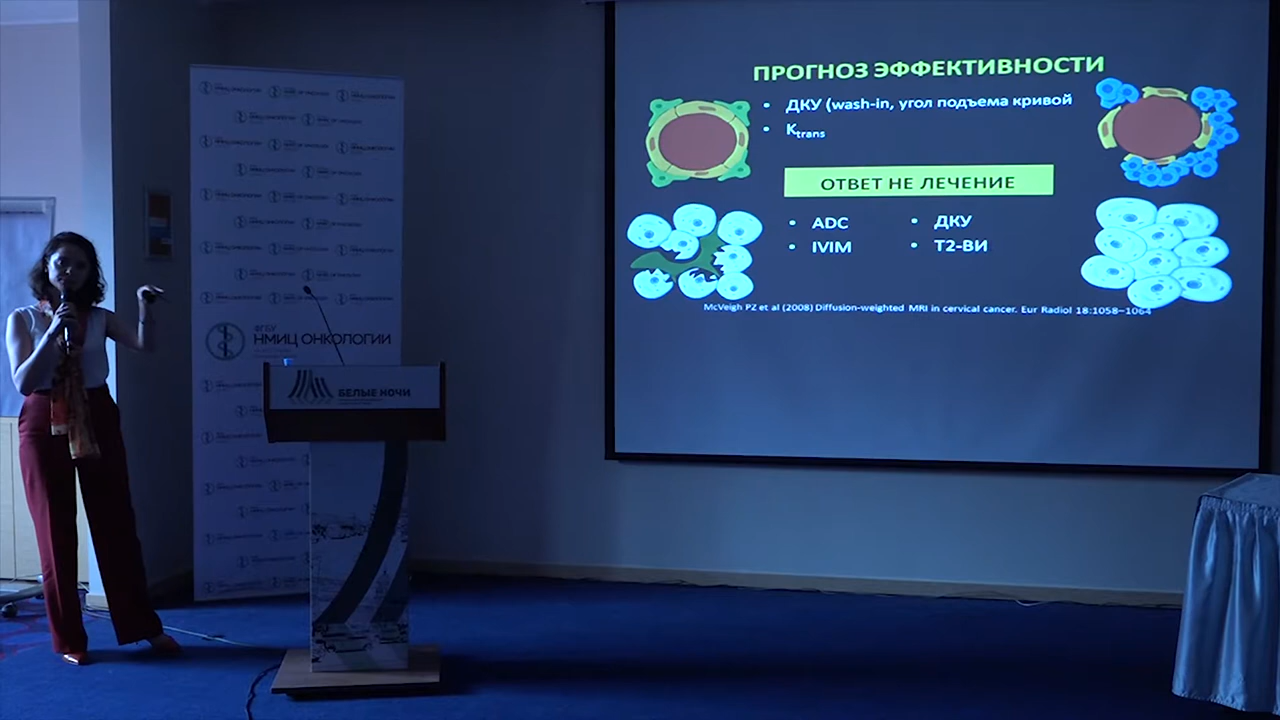 ПРОГНОЗ ЭФФЕКТИВНОСТИ
• ДКУ (wash-in, угол подъема кривой
• Ktrans
ОТВЕТ НЕ ЛЕЧЕНИЕ
• ADC
• ДКУ
• IVIM
• Т2-ВИ
McVeigh PZ et al (2008) Diffusion-weighted MRI in cervical cancer. Eur Radiol 18:1058–1064
ФГБУ
НМИЦ ОНКОЛОГИИ
БЕЛЫЕ НОЧИ